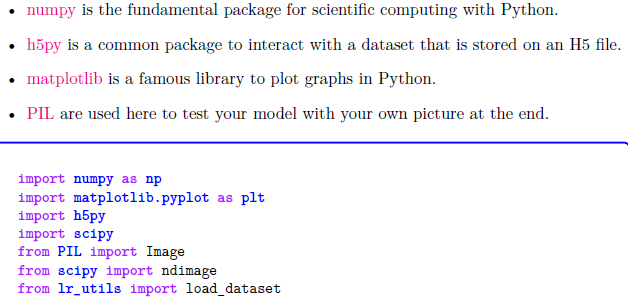 • numpy is the fundamental package for scientific computing with Python.
• h5py is a common package to interact with a dataset that is stored on an H5 file.
• matplotlib is a famous library to plot graphs in Python.
• PIL are used here to test your model with your own picture at the end.
import numpy as np
import matplotlib.pyplot as plt
import h5py
import scipy
from PIL import Image
from scipy import ndimage
from lr_utils import load_dataset